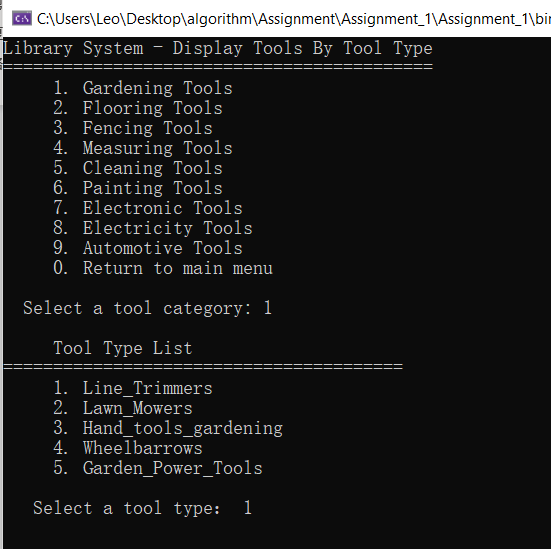 C:\Users\Leo\Desktop\algorithm\Assignment\Assignment_1\Assignment_1\bin
Library System - Display Tools By Tool Type
===========================================
1. Gardening Tools
2. Flooring Tools
3. Fencing Tools
4. Measuring Tools
5. Cleaning Tools
6. Painting Tools
7. Electronic Tools
8. Electricity Tools
9. Automotive Tools
0. Return to main menu
Select a tool category: 1
Tool Type List
========================================
1. Line_Trimmers
2. Lawn_Mowers
3. Hand_tools_gardening
4. Wheelbarrows
5. Garden_Power_Tools
Select a tool type:  1